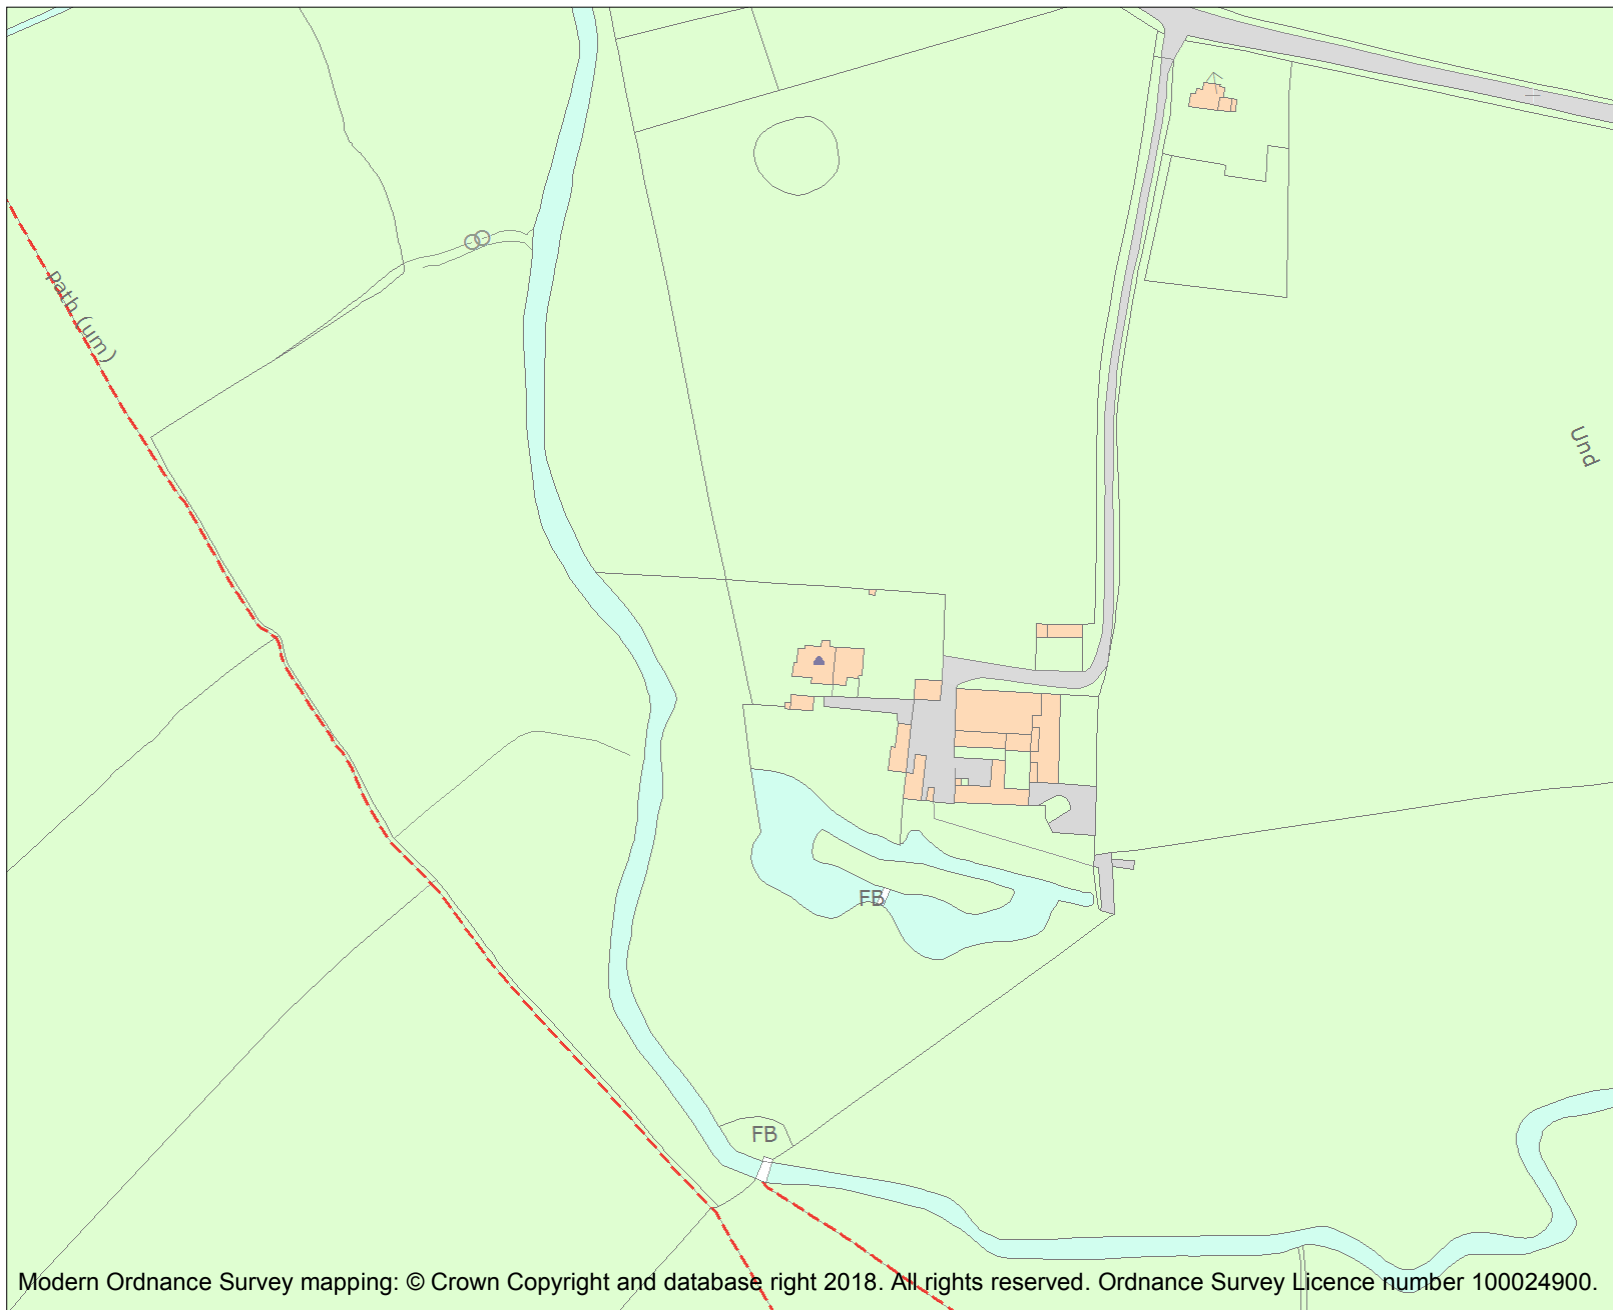 Path (um)
Und
FB
FB
Modern Ordnance Survey mapping: © Crown Copyright and database right 2018. All rights reserved. Ordnance Survey Licence number 100024900.